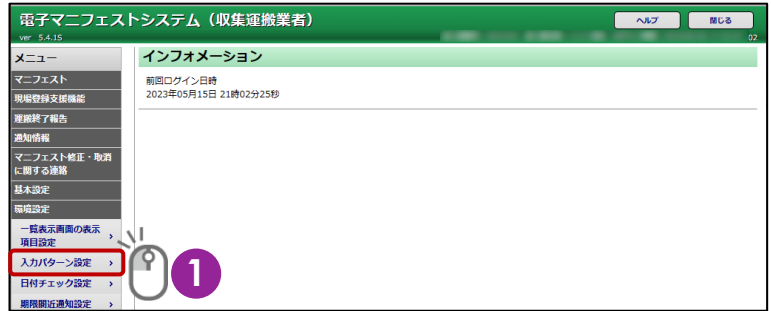 電子マニフェストシステム（収集運搬業者）
ヘルプ
閉じる
ver 5.4.1S
02
メニュー
インフォメーション
マニフェスト
前回ログイン日時
2023年05月15日 21時02分25秒
現場登録支援機能
運搬終了報告
通知情報
マニフェスト修正・取消
に関する連絡
基本設定
環境設定
一覧表示画面の表示
項目設定 ›
入力パターン設定 ›
1
日付チェック設定 ›
期限間近通知設定 ›